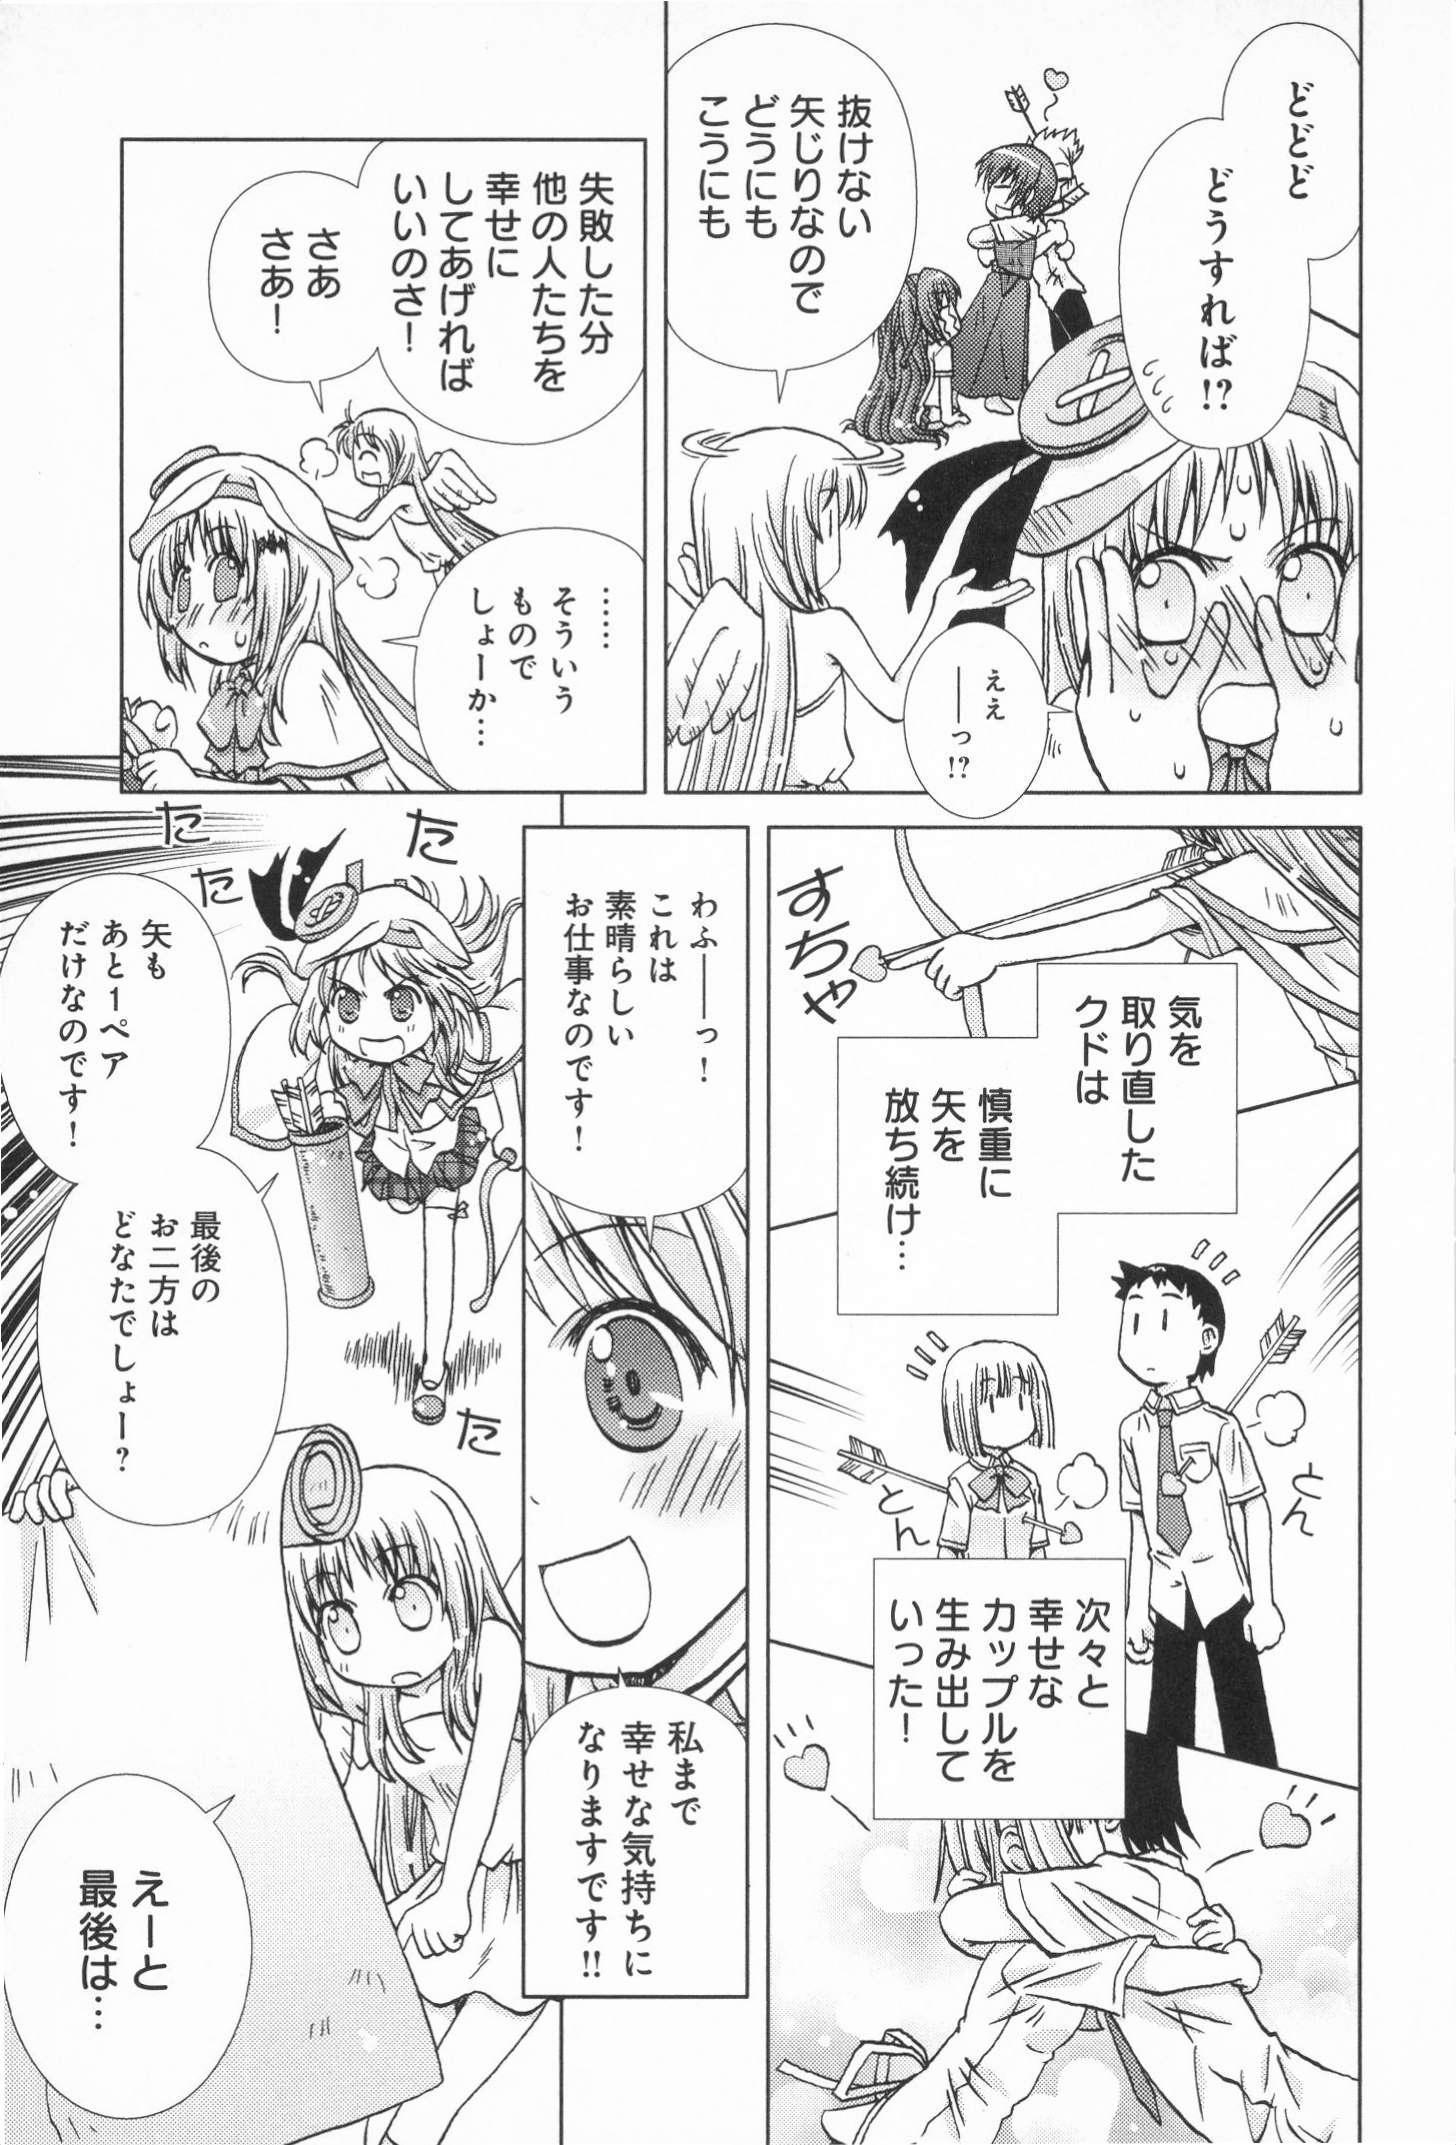 どどど
どうすれば!?
抜けない
矢じりなので
どうにも
こうにも
ええ
――っ!?
失敗した分
他の人たちを
幸せに
してあげれば
いいのさ!
さあ
さあ!
……
そういう
もので
しょーか…
すちゃ
気を
取り直した
クドは
慎重に
矢を
放ち続け…
とん
とん
次々と
幸せな
カップルを
生み出して
いった!
わふ――っ!
これは
素晴らしい
お仕事なのです!
私まで
幸せな気持ちに
なりますです!!
た
た
た
た
矢も
あと1ペア
だけなのです!
最後の
お二方は
どなたでしょー?
えーと
最後は…